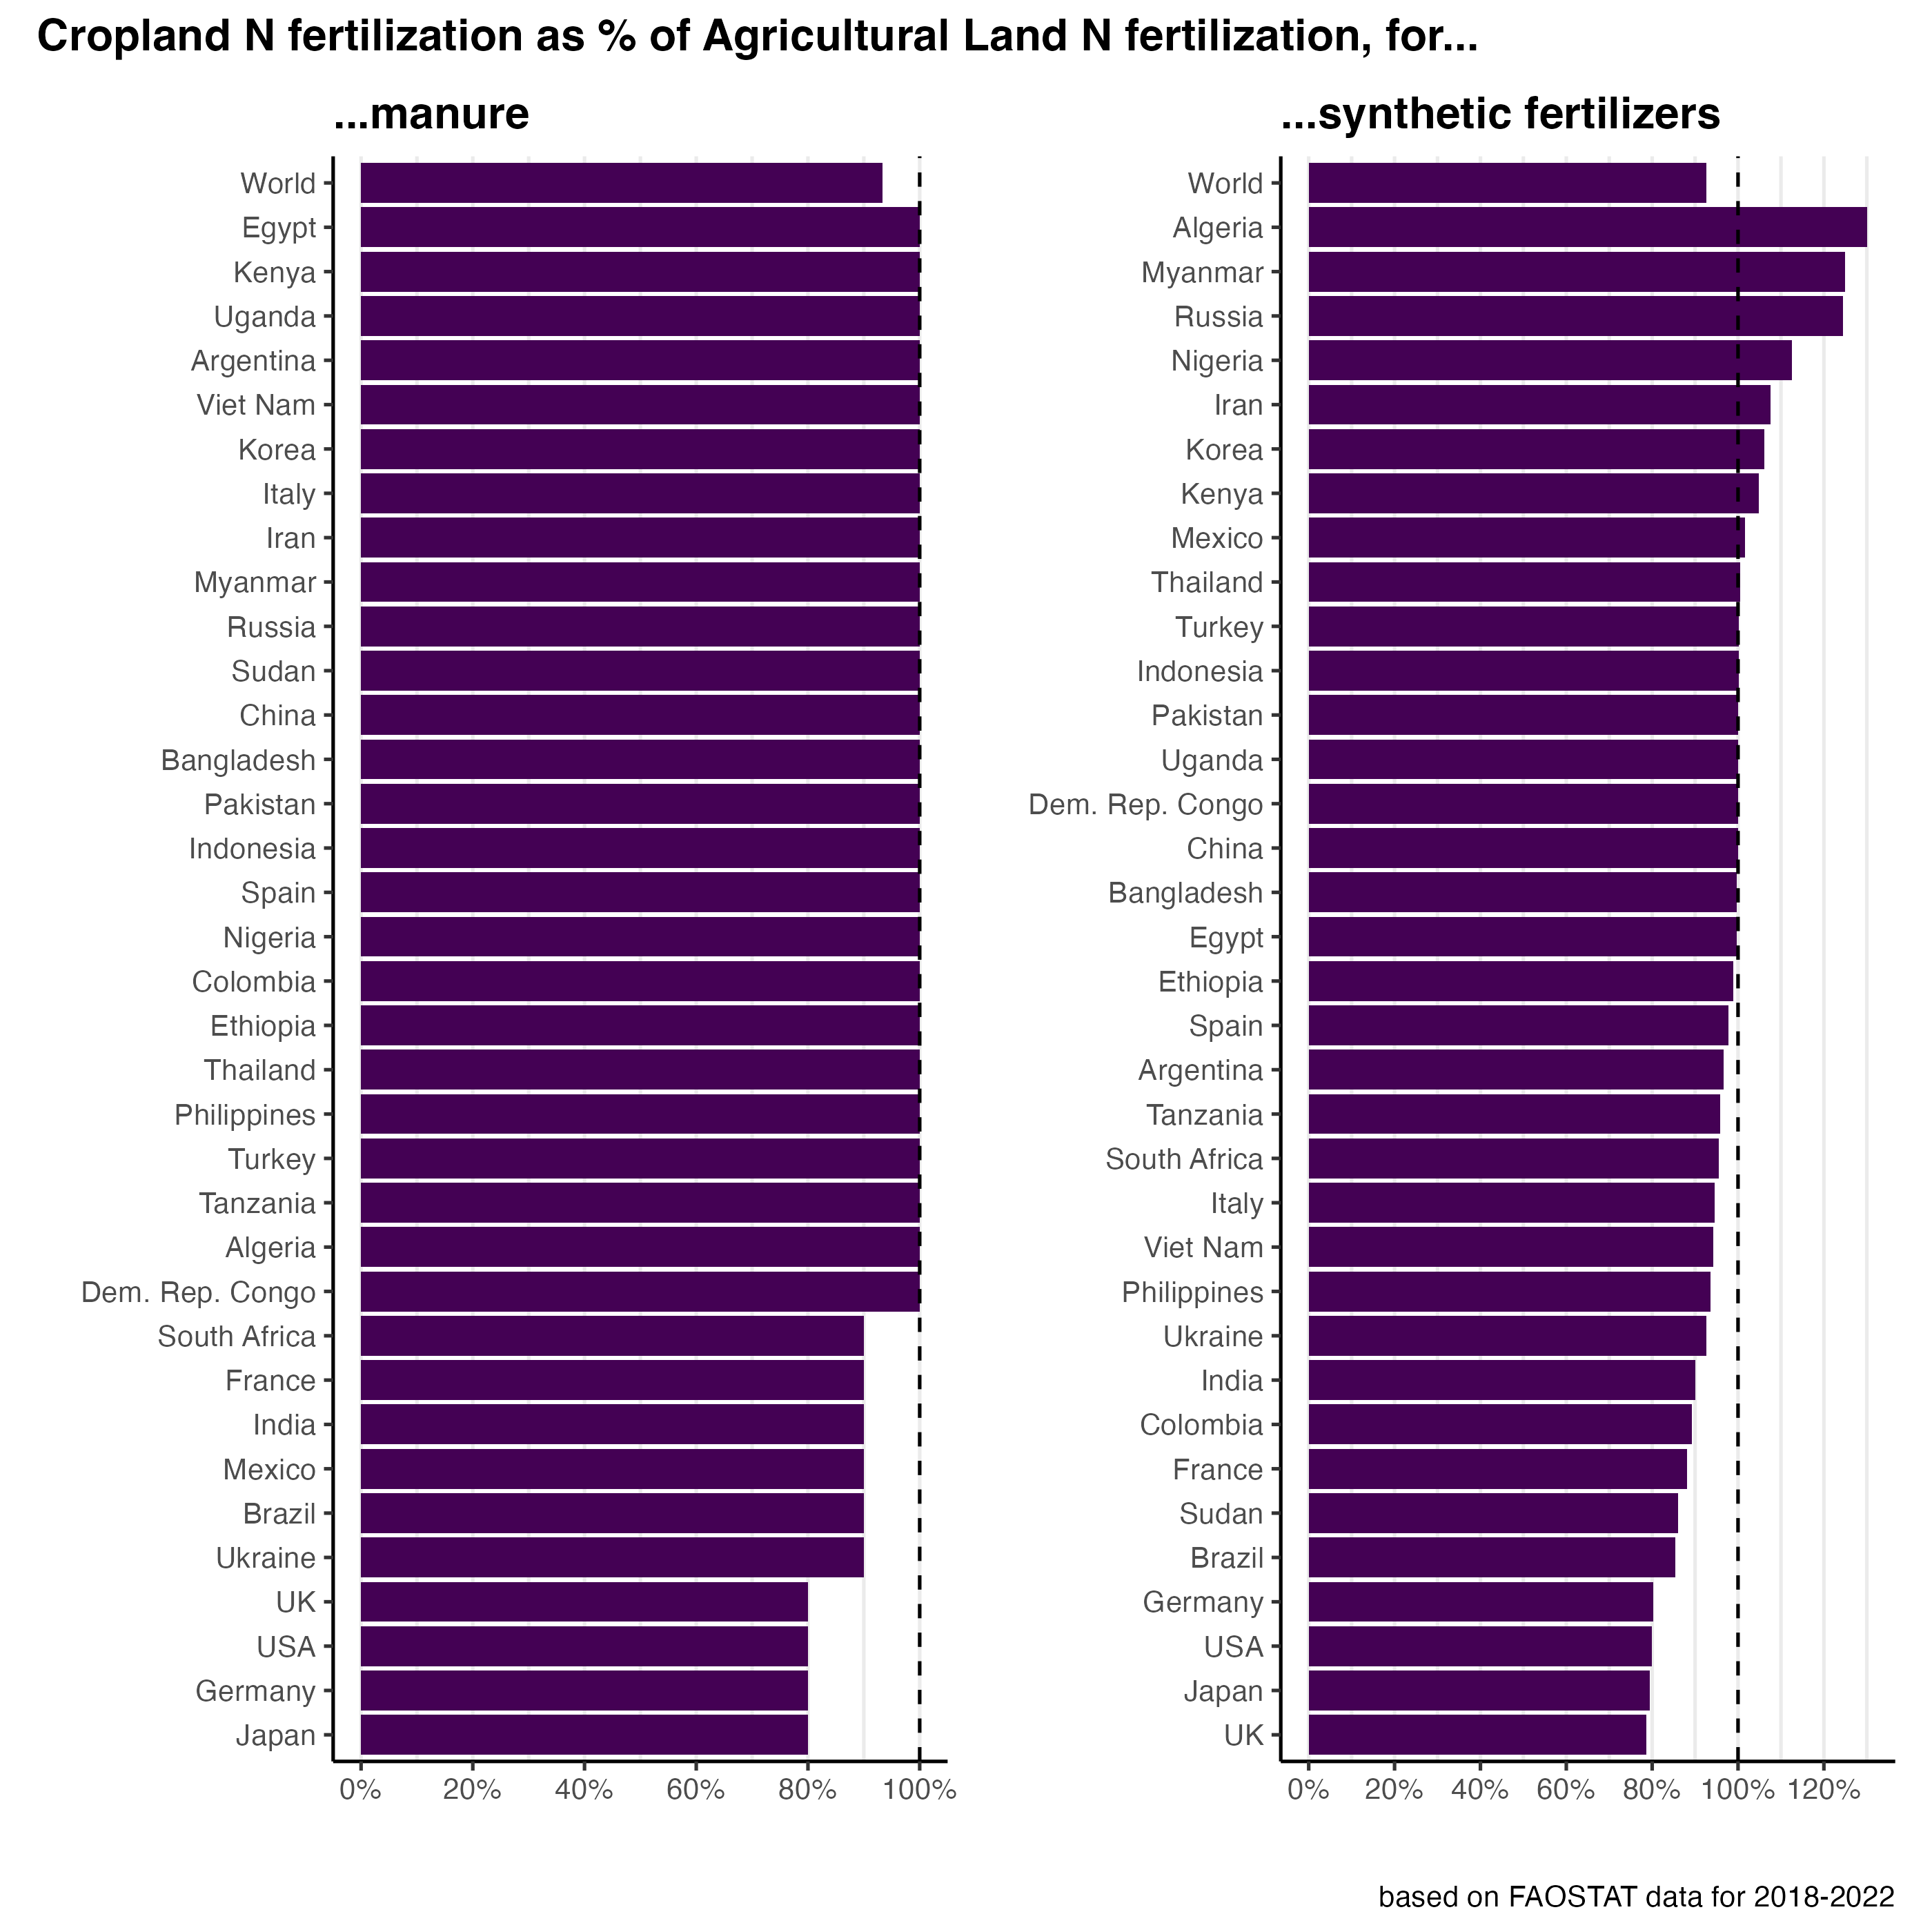 Cropland N fertilization as % of Agricultural Land N fertilization, for...
...manure
World
Egypt
Kenya
Uganda
Argentina
Viet Nam
Korea
Italy
Iran
Myanmar
Russia
Sudan
China
Bangladesh
Pakistan
Indonesia
Spain
Nigeria
Colombia
Ethiopia
Thailand
Philippines
Turkey
Tanzania
Algeria
Dem. Rep. Congo
South Africa
France
India
Mexico
Brazil
Ukraine
UK
USA
Germany
Japan
0% 20% 40% 60% 80% 100%
...synthetic fertilizers
World
Algeria
Myanmar
Russia
Nigeria
Iran
Korea
Kenya
Mexico
Thailand
Turkey
Indonesia
Pakistan
Uganda
Dem. Rep. Congo
China
Bangladesh
Egypt
Ethiopia
Spain
Argentina
Tanzania
South Africa
Italy
Viet Nam
Philippines
Ukraine
India
Colombia
France
Sudan
Brazil
Germany
USA
Japan
UK
0% 20% 40% 60% 80% 100% 120%
based on FAOSTAT data for 2018-2022